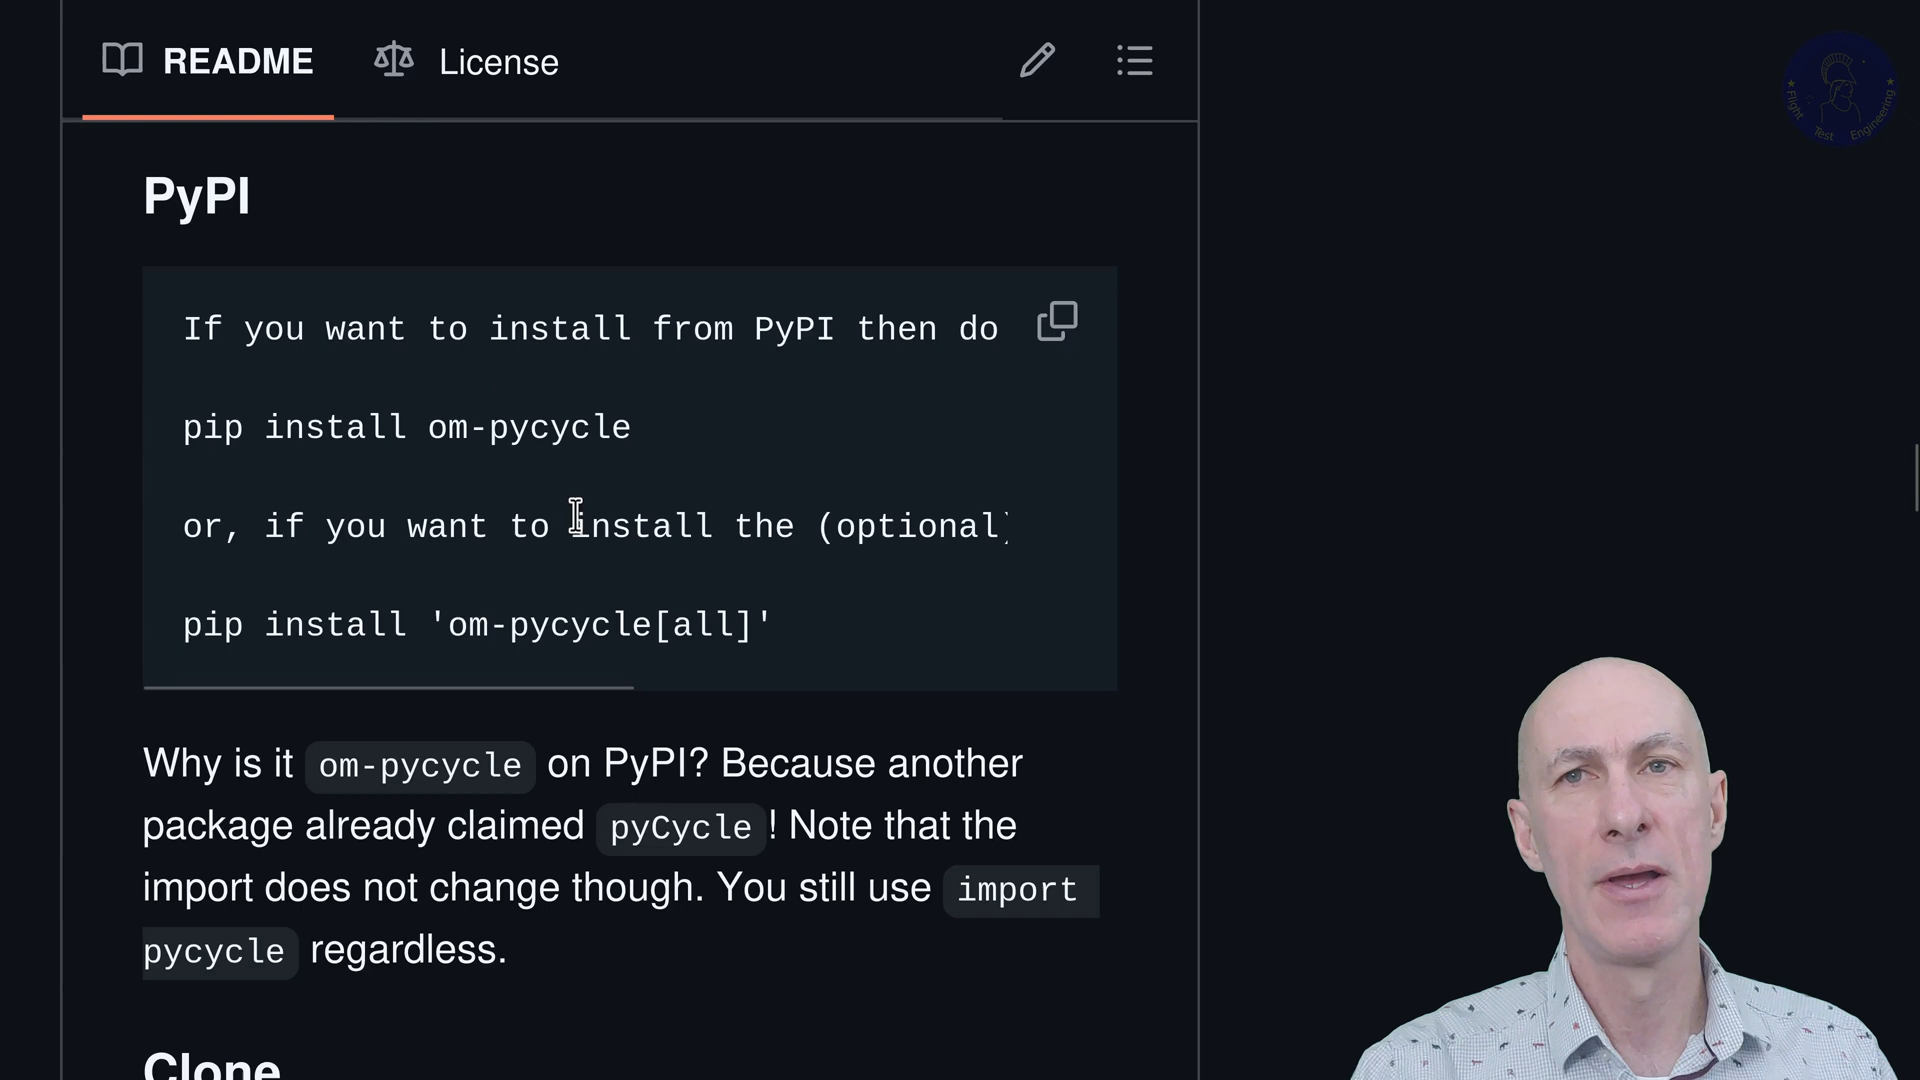 README
License
Flight Test Engineering
PyPI
If you want to install from PyPI then do
pip install om-pycycle
or, if you want to install the (optional)
pip install 'om-pycycle[all]'
Why is it om-pycycle on PyPI? Because another
package already claimed pyCycle! Note that the
import does not change though. You still use import
pycycle regardless.
Clone